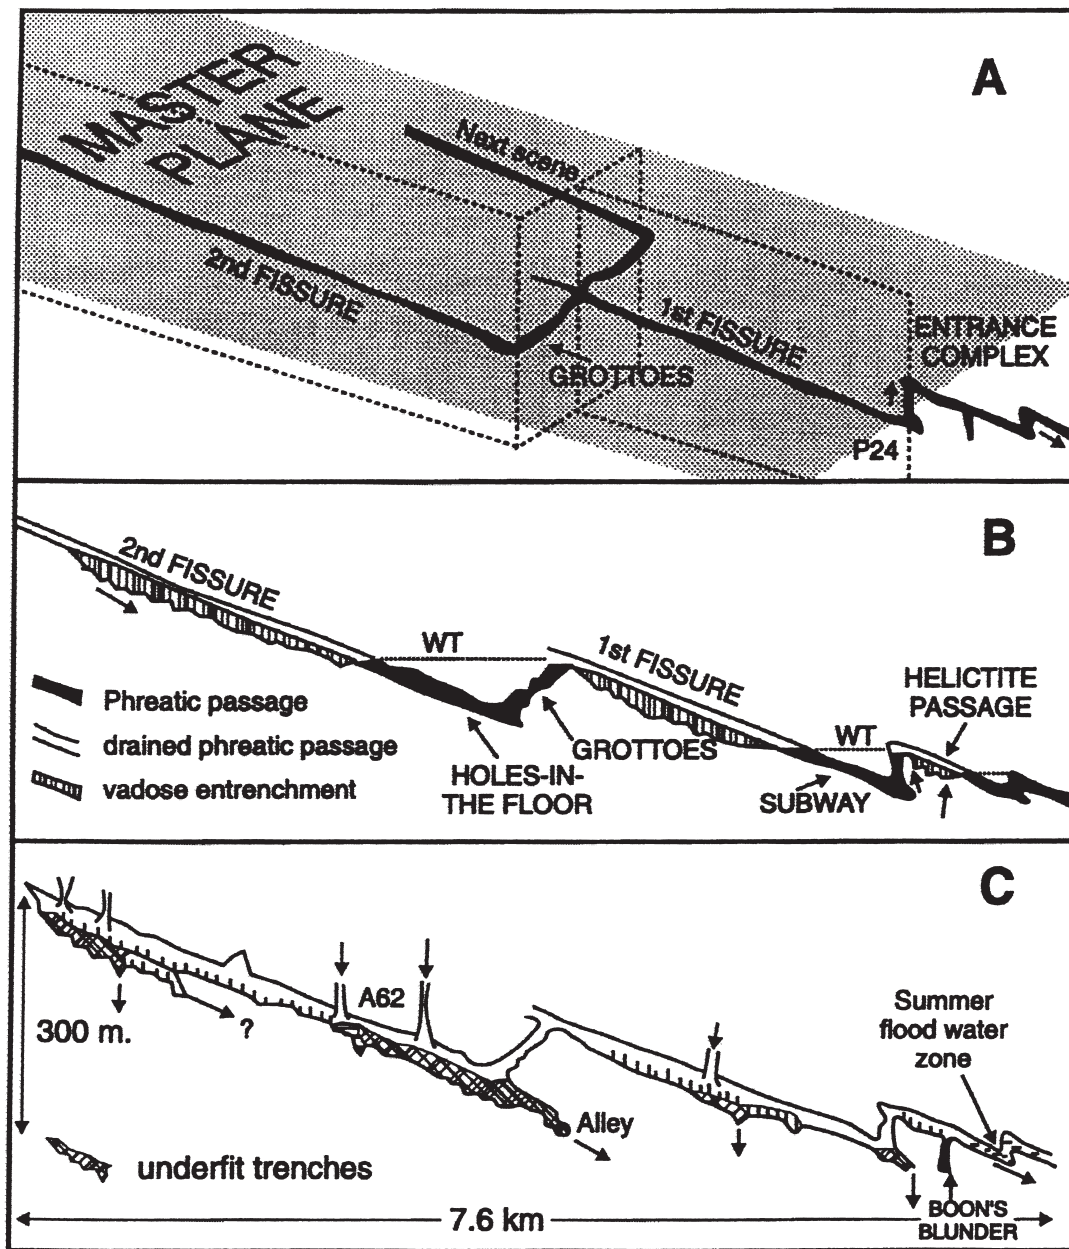 A
MASTER
PLANE
Next scene
2nd FISSURE
1st FISSURE
GROTTOES
ENTRANCE
COMPLEX
P24
B
2nd FISSURE
WT
1st FISSURE
HELICTITE
PASSAGE
WT
Phreatic passage
drained phreatic passage
vadose entrenchment
GROTTOES
HOLES-IN-
THE FLOOR
SUBWAY
C
A62
Summer
flood water
zone
300 m.
?
Alley
underfit trenches
BOON'S
BLUNDER
7.6 km